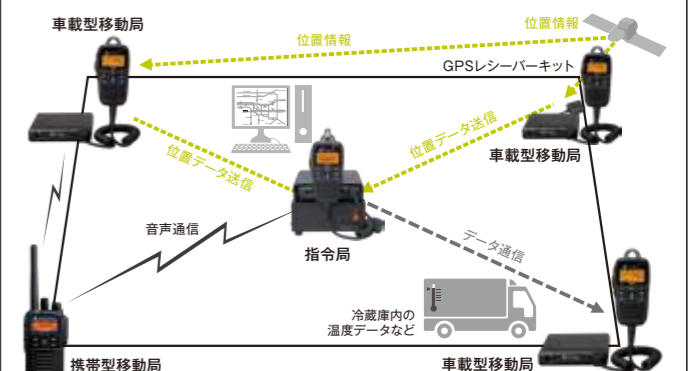 位置情報
車載型移動局
位置情報
GPSレシーバーキット
位置データ送信
位置データ送信
車載型移動局
音声通信
指令局
データ通信
冷蔵庫内の
温度データなど
携帯型移動局
車載型移動局